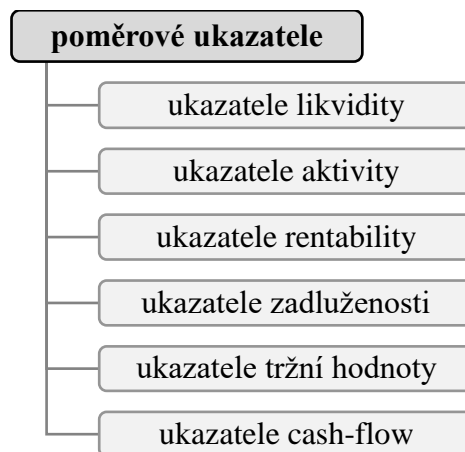 poměrové ukazatele
ukazatele likvidity
ukazatele aktivity
ukazatele rentability
ukazatele zadluženosti
ukazatele tržní hodnoty
ukazatele cash-flow